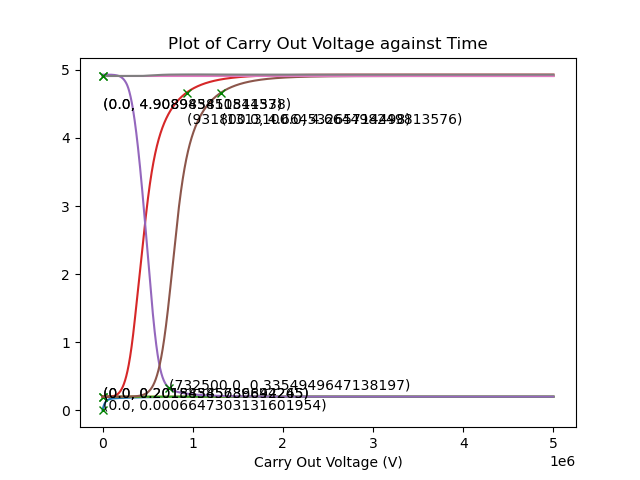 Plot of Carry Out Voltage against Time
5
4
3
2
1
0
(732500.0, 0.3354949647138197)
(0.0, 0.0006647303131601954)
0 1 2 3 4 5
1e6
Carry Out Voltage (V)